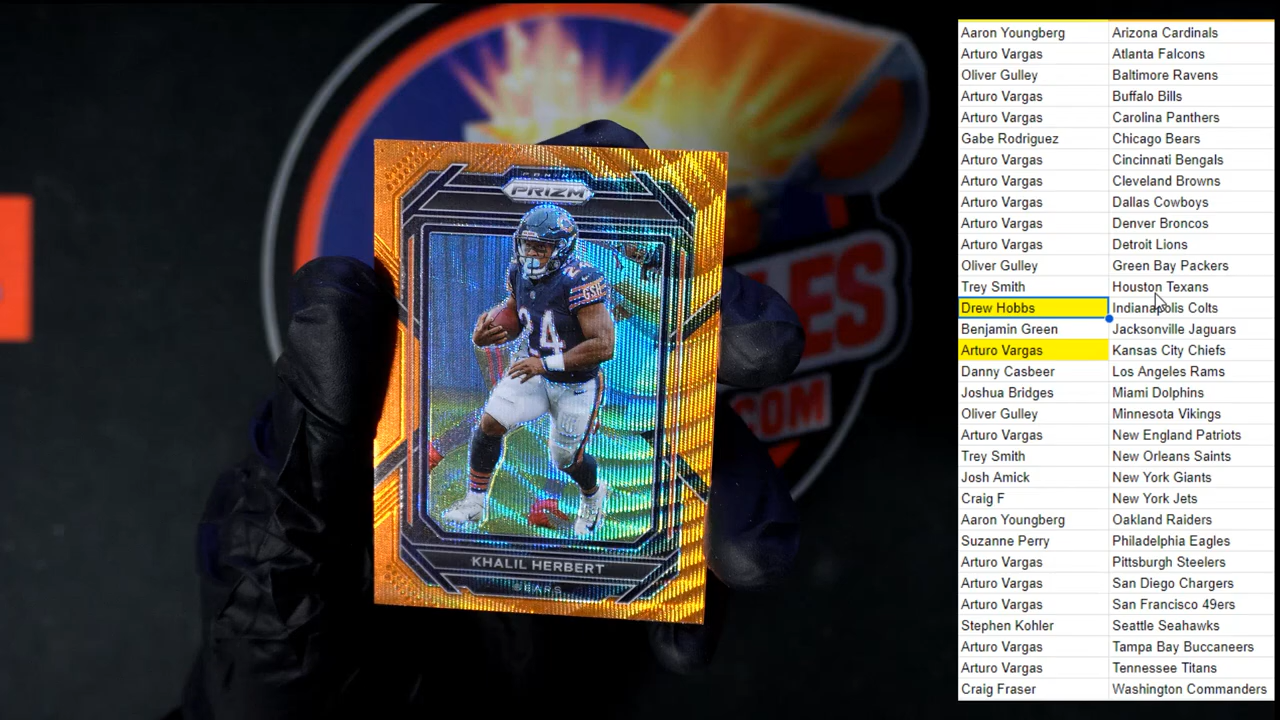 PANINI
PRIZM
24
24
GSH
KHALIL HERBERT
BEARS
LES
.COM
Aaron Youngberg Arizona Cardinals
Arturo Vargas Atlanta Falcons
Oliver Gulley Baltimore Ravens
Arturo Vargas Buffalo Bills
Arturo Vargas Carolina Panthers
Gabe Rodriguez Chicago Bears
Arturo Vargas Cincinnati Bengals
Arturo Vargas Cleveland Browns
Arturo Vargas Dallas Cowboys
Arturo Vargas Denver Broncos
Arturo Vargas Detroit Lions
Oliver Gulley Green Bay Packers
Trey Smith Houston Texans
Drew Hobbs Indianapolis Colts
Benjamin Green Jacksonville Jaguars
Arturo Vargas Kansas City Chiefs
Danny Casbeer Los Angeles Rams
Joshua Bridges Miami Dolphins
Oliver Gulley Minnesota Vikings
Arturo Vargas New England Patriots
Trey Smith New Orleans Saints
Josh Amick New York Giants
Craig F New York Jets
Aaron Youngberg Oakland Raiders
Suzanne Perry Philadelphia Eagles
Arturo Vargas Pittsburgh Steelers
Arturo Vargas San Diego Chargers
Arturo Vargas San Francisco 49ers
Stephen Kohler Seattle Seahawks
Arturo Vargas Tampa Bay Buccaneers
Arturo Vargas Tennessee Titans
Craig Fraser Washington Commanders